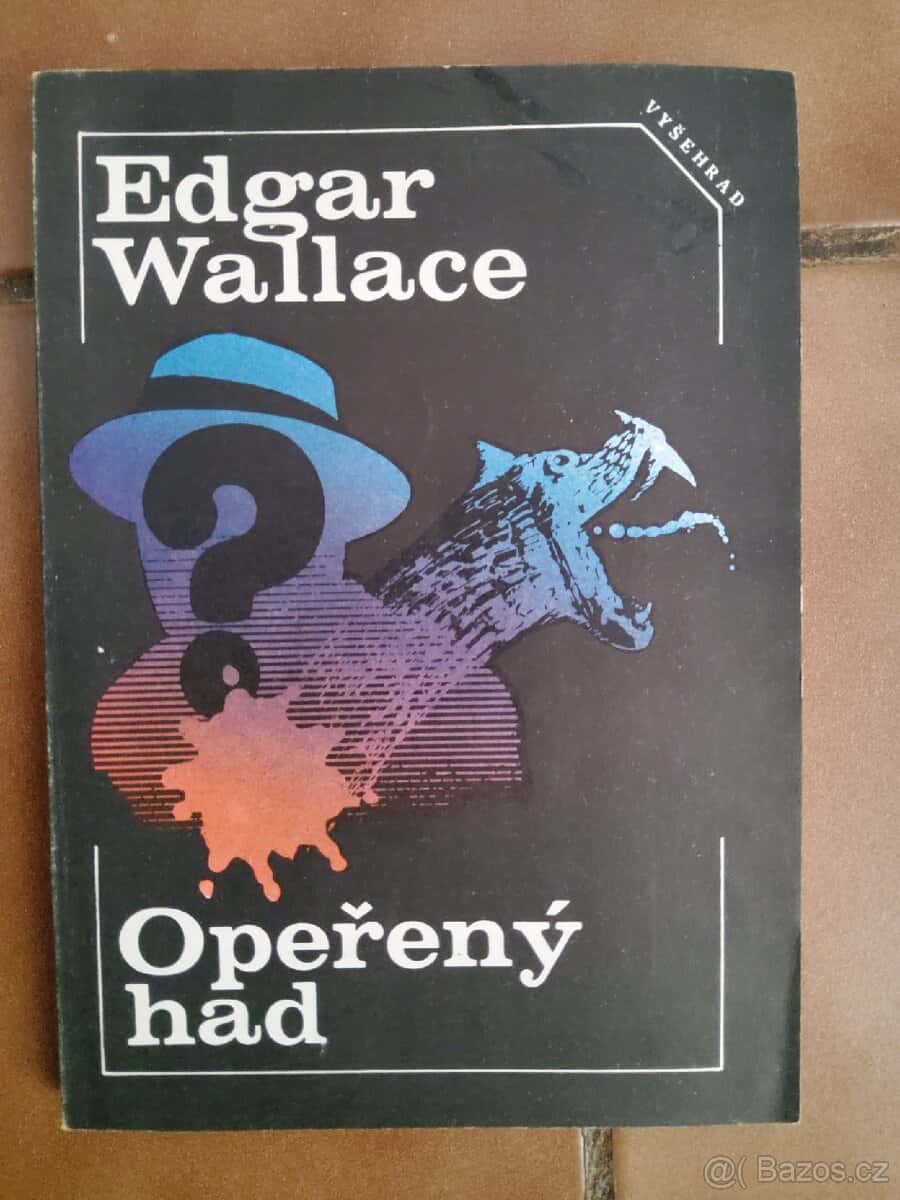 VYŠEHRAD
Edgar
Wallace
?
Opeřený
had
@( Bazos.cz